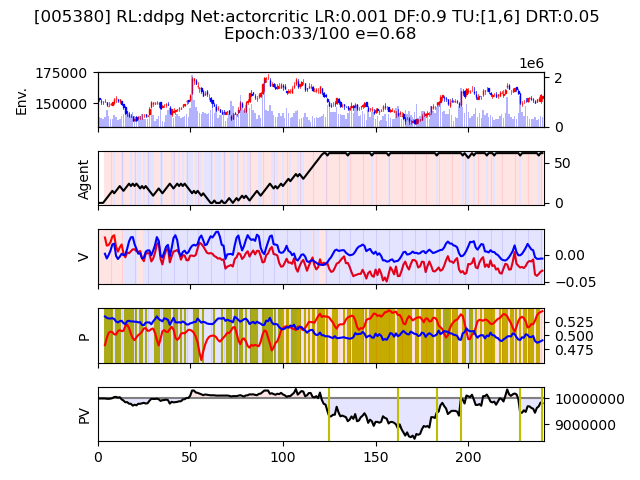 [005380] RL:ddpg Net:actorcritic LR:0.001 DF:0.9 TU:[1,6] DRT:0.05
Epoch:033/100 e=0.68
1e6
175000
150000
Env.
2
0
Agent
50
0
V
0.00
−0.05
P
0.525
0.500
0.475
PV
10000000
9000000
0 50 100 150 200